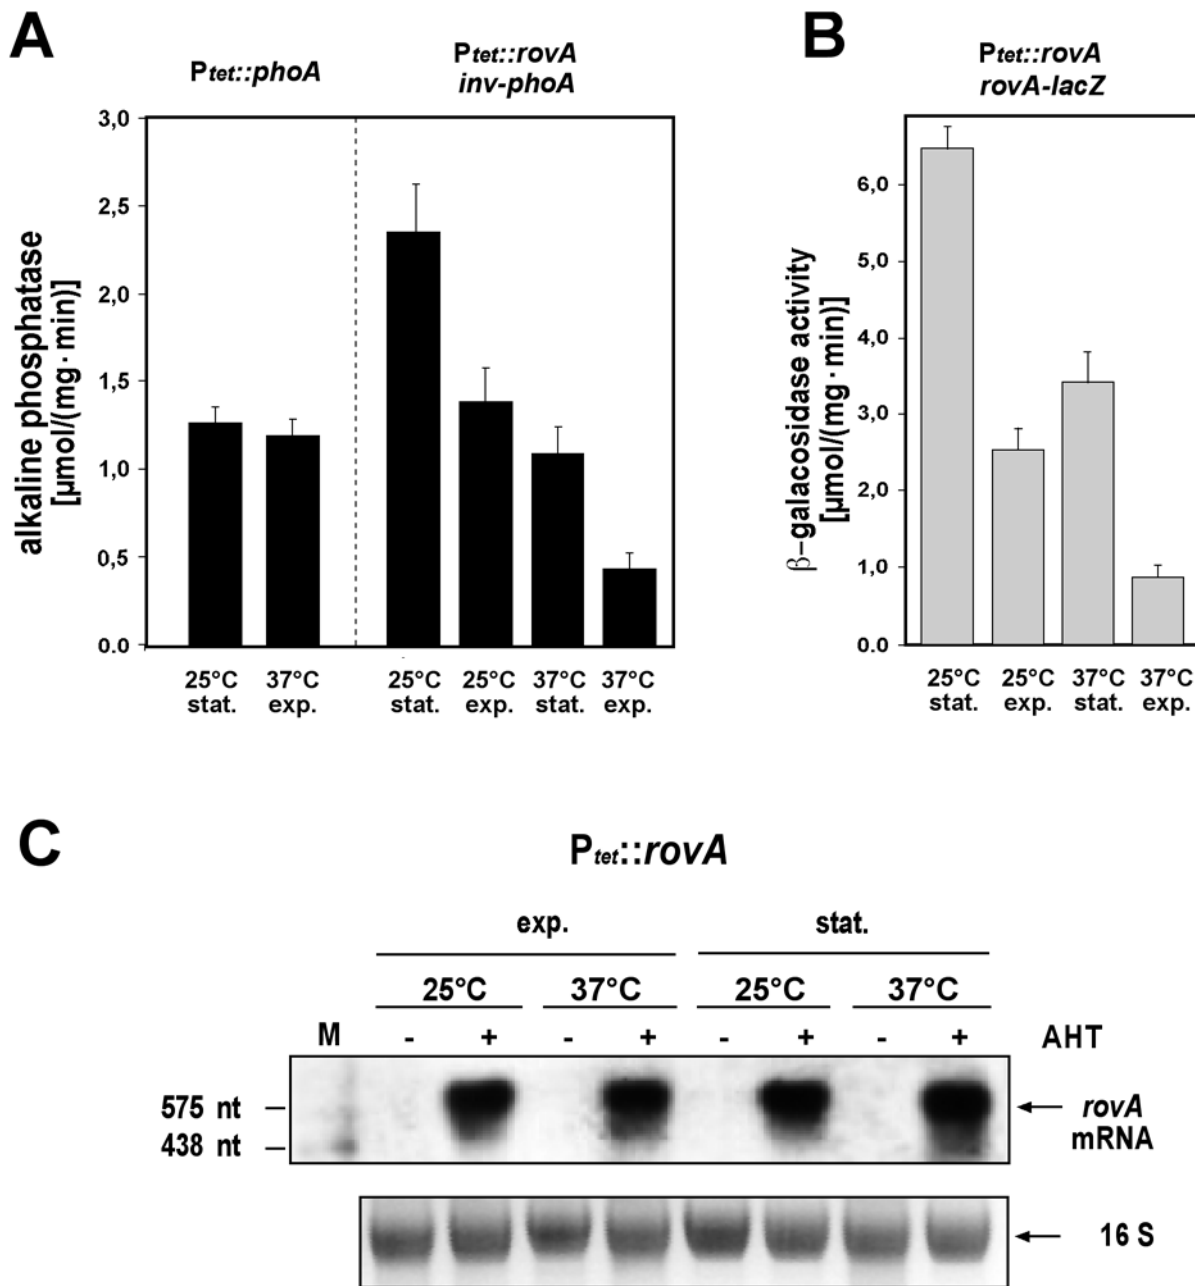 A
Ptet::phoA
Ptet::rovA
inv-phoA
alkaline phosphatase
[µmol/(mg·min)]
3,0
2,5
2,0
1,5
1,0
0,5
0.0
25°C
stat.
37°C
exp.
25°C
stat.
25°C
exp.
37°C
stat.
37°C
exp.
B
Ptet::rovA
rovA-lacZ
β-galacosidase activity
[µmol/(mg·min)]
6,0
5,0
4,0
3,0
2,0
1,0
0.0
25°C
stat.
25°C
exp.
37°C
stat.
37°C
exp.
C
Ptet::rovA
exp. stat.
25°C 37°C 25°C 37°C
M - + - + - + - + AHT
575 nt
438 nt
rovA
mRNA
16 S